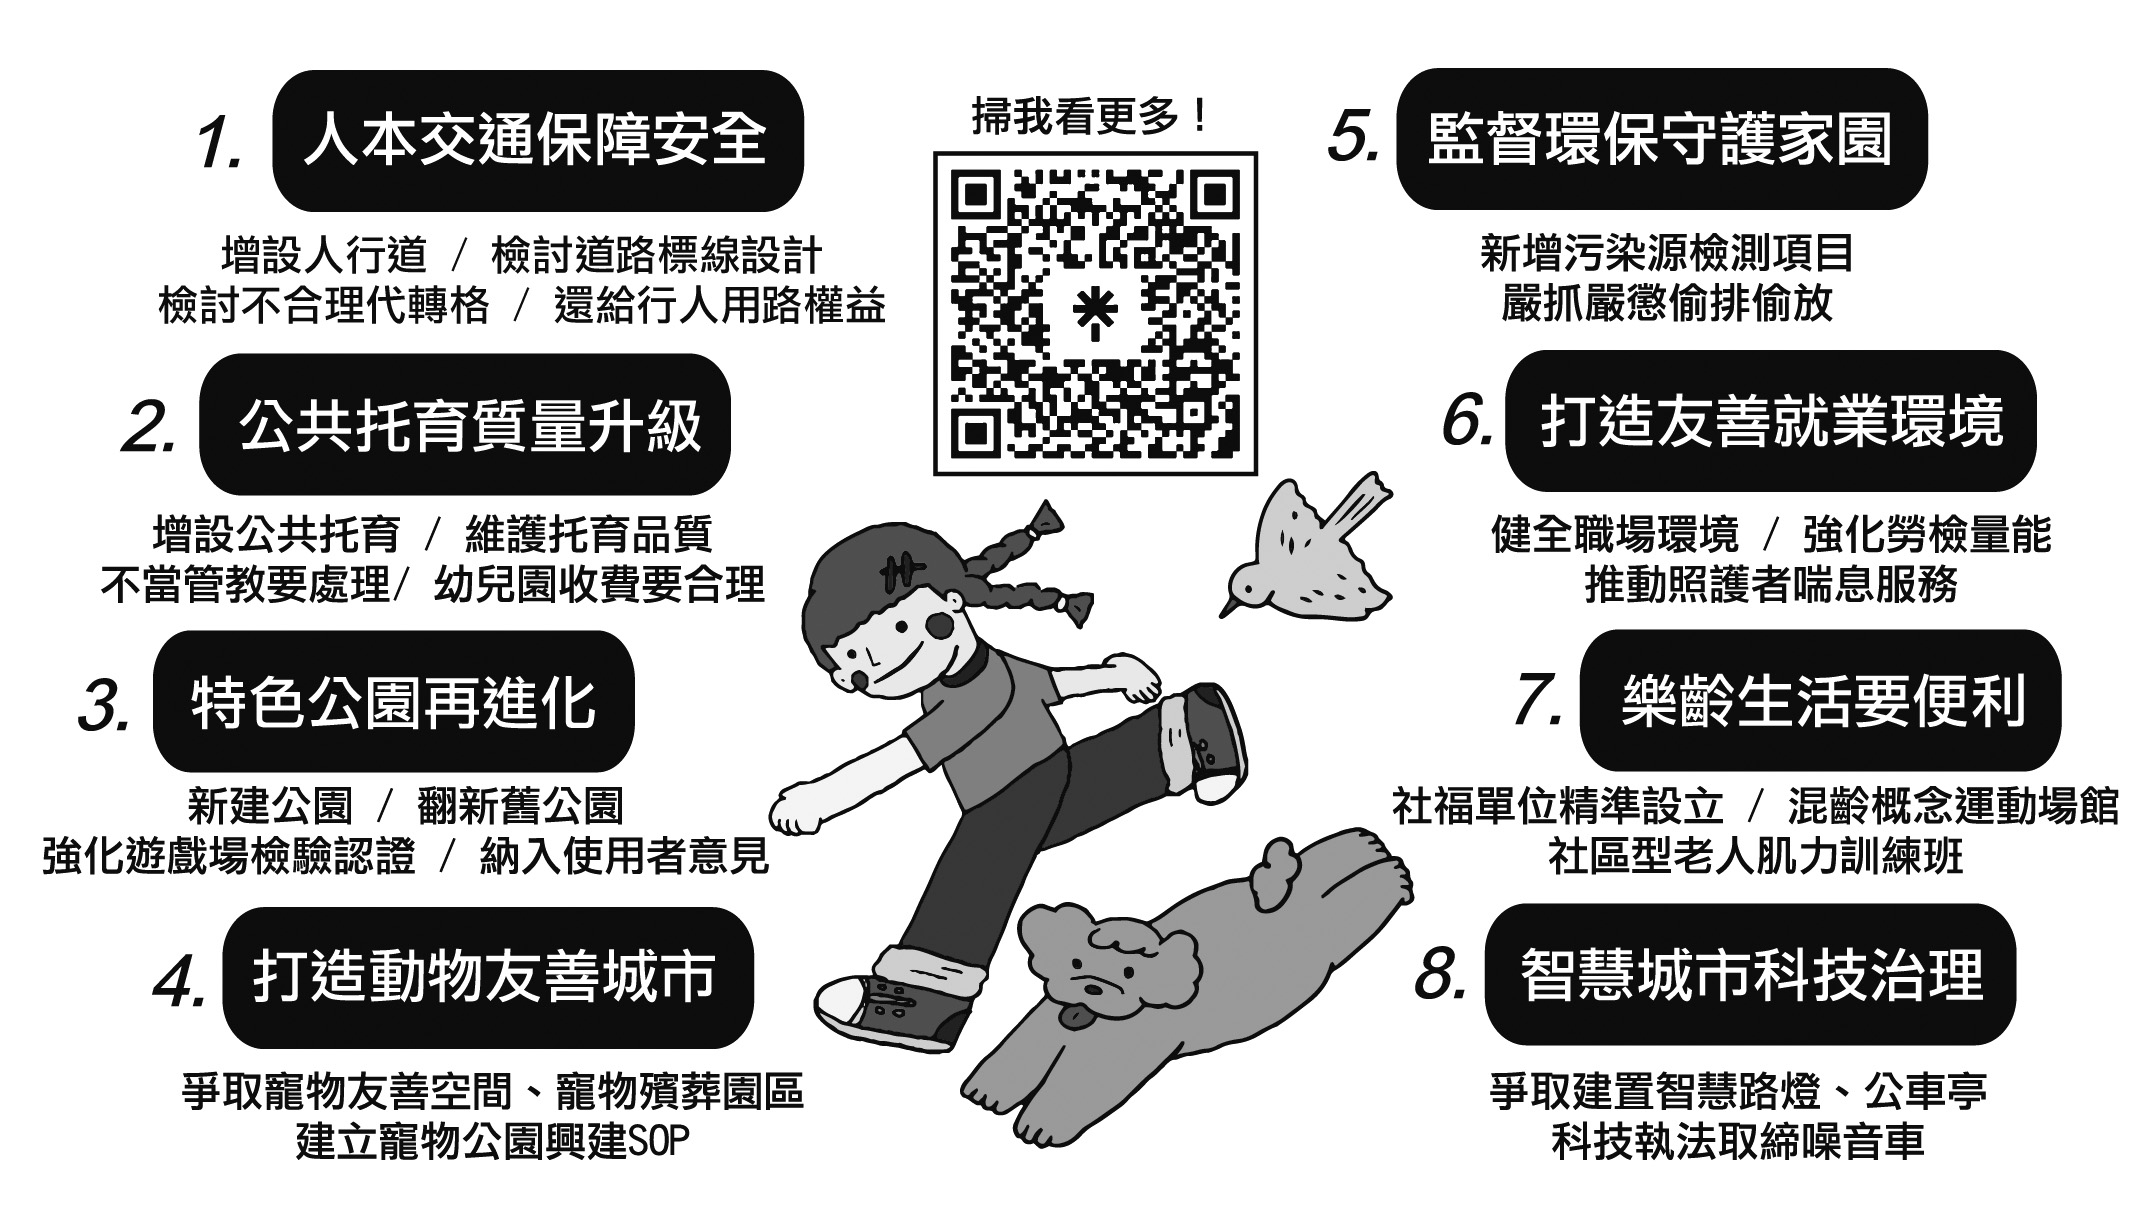 1. 人本交通保障安全
增設人行道 / 檢討道路標線設計
檢討不合理代轉格 / 還給行人用路權益
2. 公共托育質量升級
增設公共托育 / 維護托育品質
不當管教要處理/ 幼兒園收費要合理
3. 特色公園再進化
新建公園 / 翻新舊公園
強化遊戲場檢驗認證 / 納入使用者意見
4. 打造動物友善城市
爭取寵物友善空間、寵物殯葬園區
建立寵物公園興建SOP
掃我看更多！
5. 監督環保守護家園
新增污染源檢測項目
嚴抓嚴懲偷排偷放
6. 打造友善就業環境
健全職場環境 / 強化勞檢量能
推動照護者喘息服務
7. 樂齡生活要便利
社福單位精準設立 / 混齡概念運動場館
社區型老人肌力訓練班
8. 智慧城市科技治理
爭取建置智慧路燈、公車亭
科技執法取締噪音車